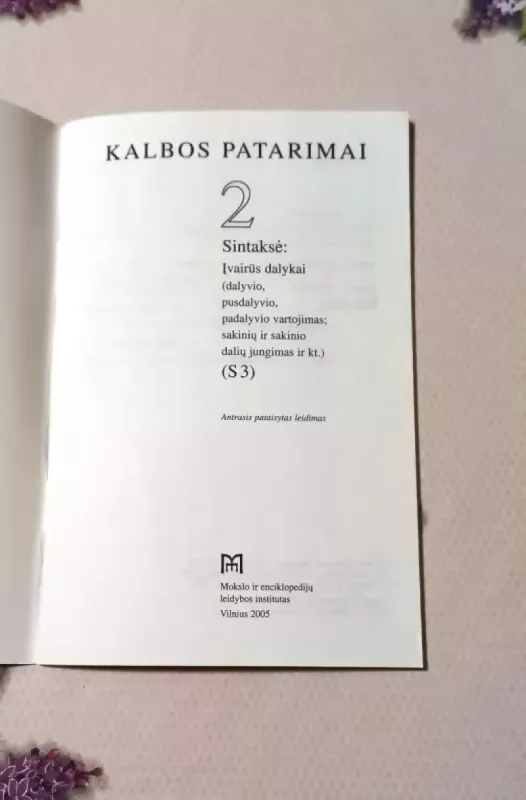 KALBOS PATARIMAI
2
Sintaksė:
Įvairūs dalykai
(dalyvio,
pusdalyvio,
padalyvio vartojimas;
sakinių ir sakinio
dalių jungimas ir kt.)
(S 3)
Antrasis pataisytas leidimas
Mokslo ir enciklopedijų
leidybos institutas
Vilnius 2005